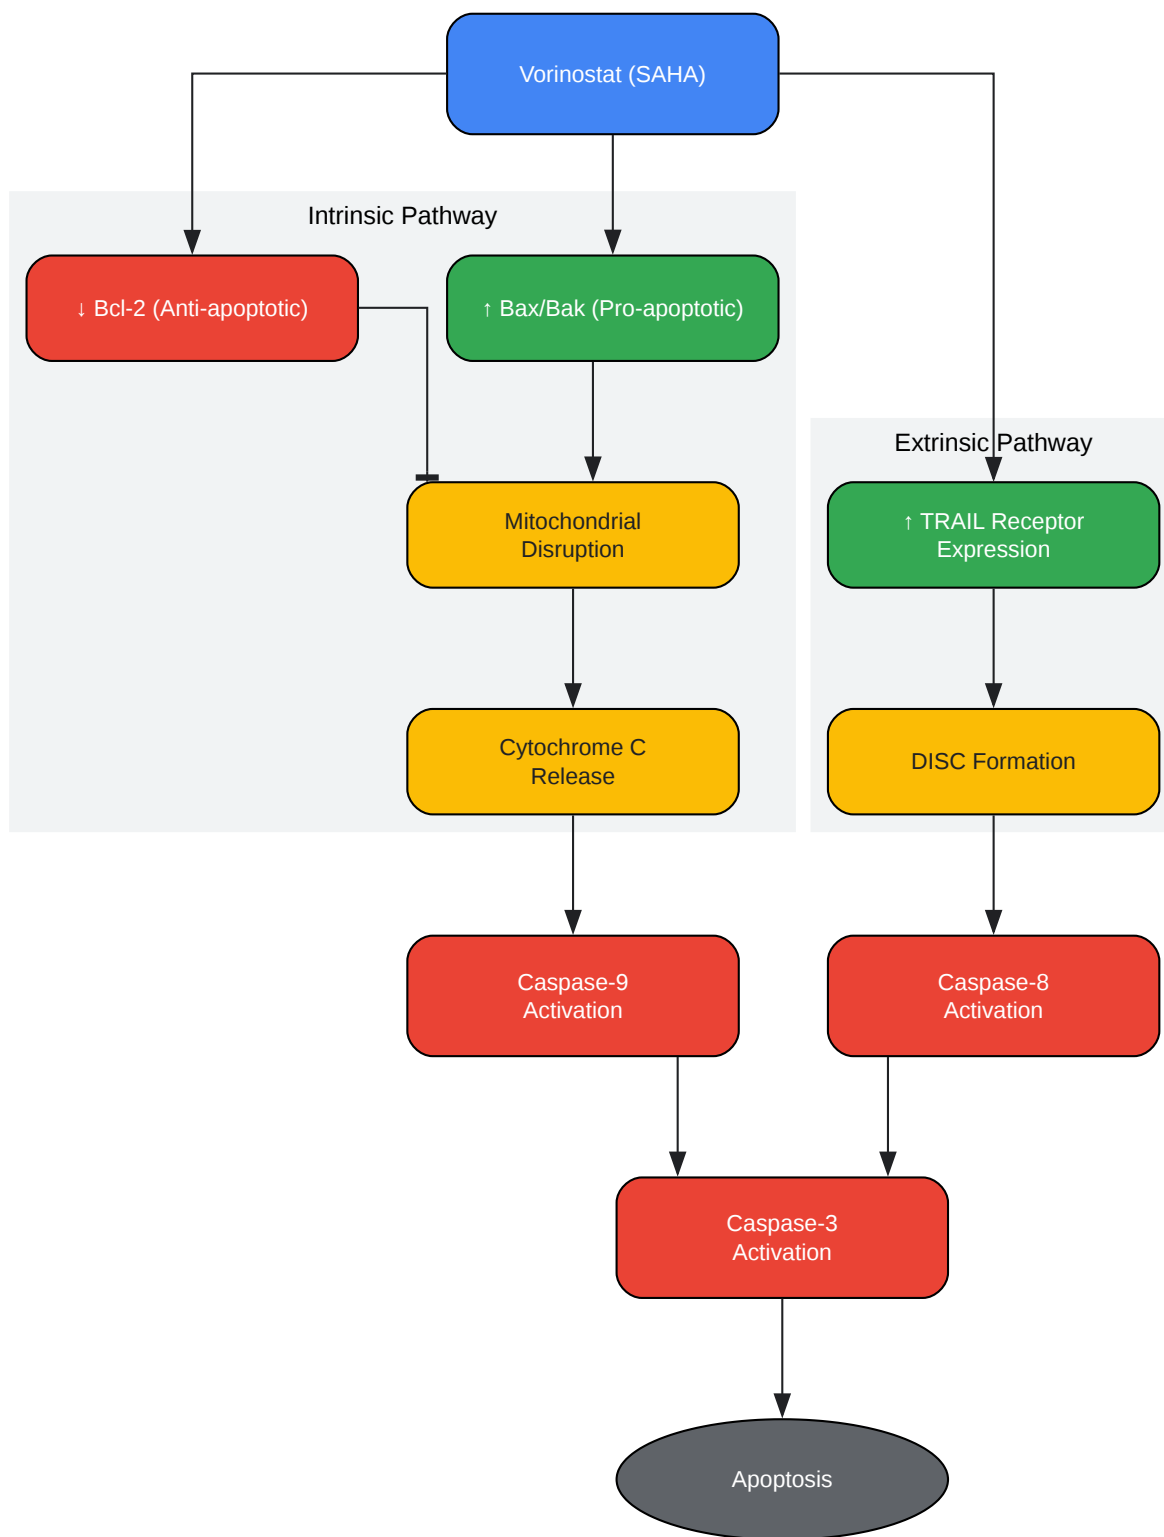 Vorinostat (SAHA)
Intrinsic Pathway
↓ Bcl-2 (Anti-apoptotic)
↑ Bax/Bak (Pro-apoptotic)
Extrinsic Pathway
Mitochondrial
Disruption
↑ TRAIL Receptor
Expression
Cytochrome C
Release
DISC Formation
Caspase-9
Activation
Caspase-8
Activation
Caspase-3
Activation
Apoptosis